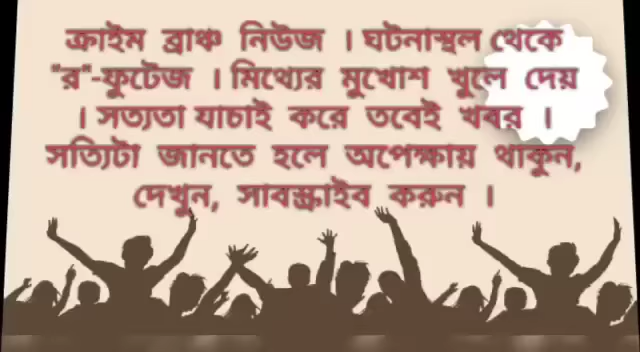 ক্রাইম ব্রাঞ্চ নিউজ । ঘটনাস্থল থেকে
"র"-ফুটেজ । মিথ্যের মুখোশ খুলে দেয়
। সত্যতা যাচাই করে তবেই খবর ।
সত্যিটা জানতে হলে অপেক্ষায় থাকুন,
দেখুন, সাবস্ক্রাইব করুন ।